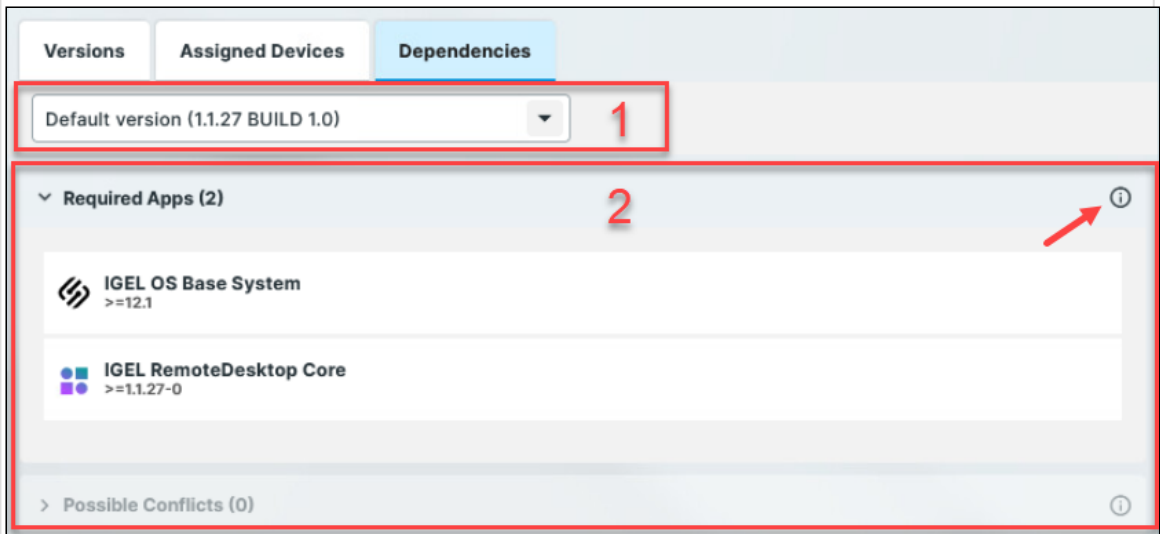 Versions Assigned Devices Dependencies
Default version (1.1.27 BUILD 1.0) 1
Required Apps (2) 2
IGEL OS Base System
>=12.1
IGEL RemoteDesktop Core
>=1.1.27-0
Possible Conflicts (0)